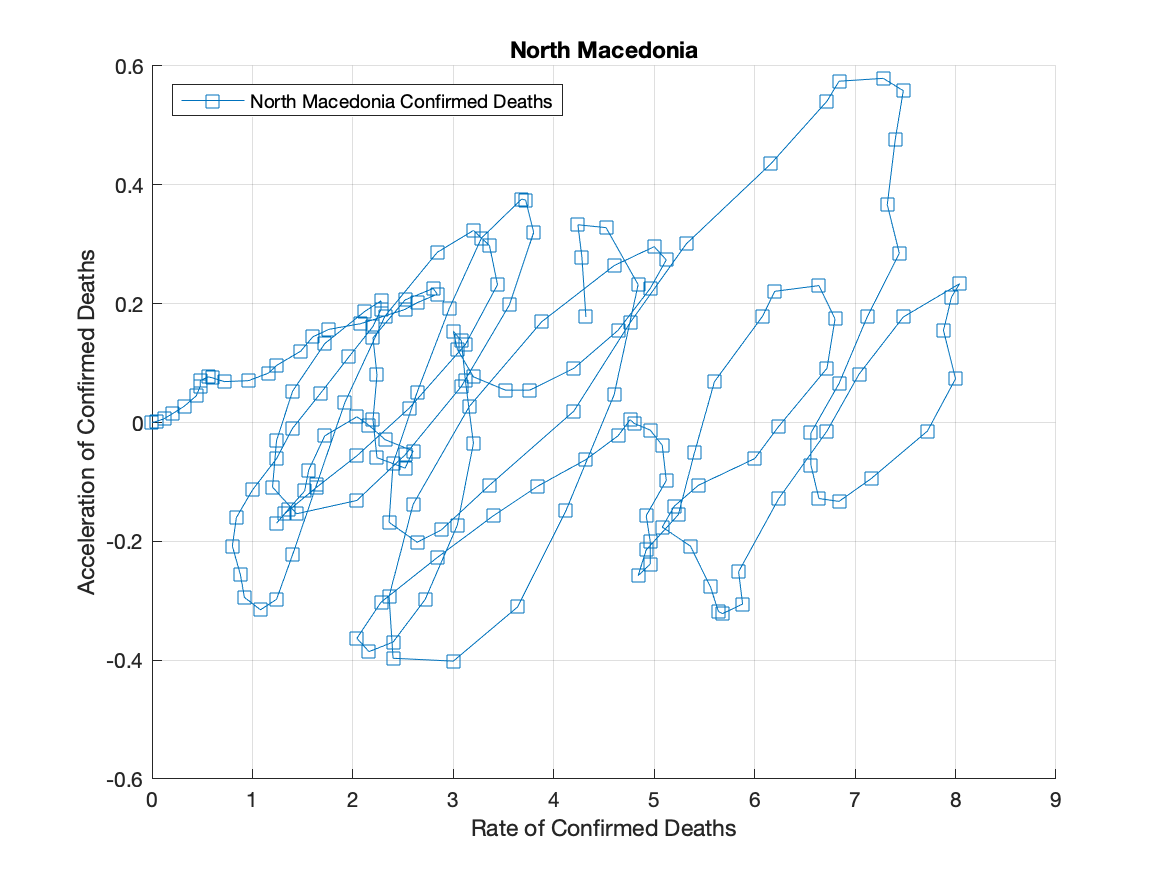 North Macedonia
North Macedonia Confirmed Deaths
Acceleration of Confirmed Deaths
0.6
0.4
0.2
0
-0.2
-0.4
-0.6
0 1 2 3 4 5 6 7 8 9
Rate of Confirmed Deaths